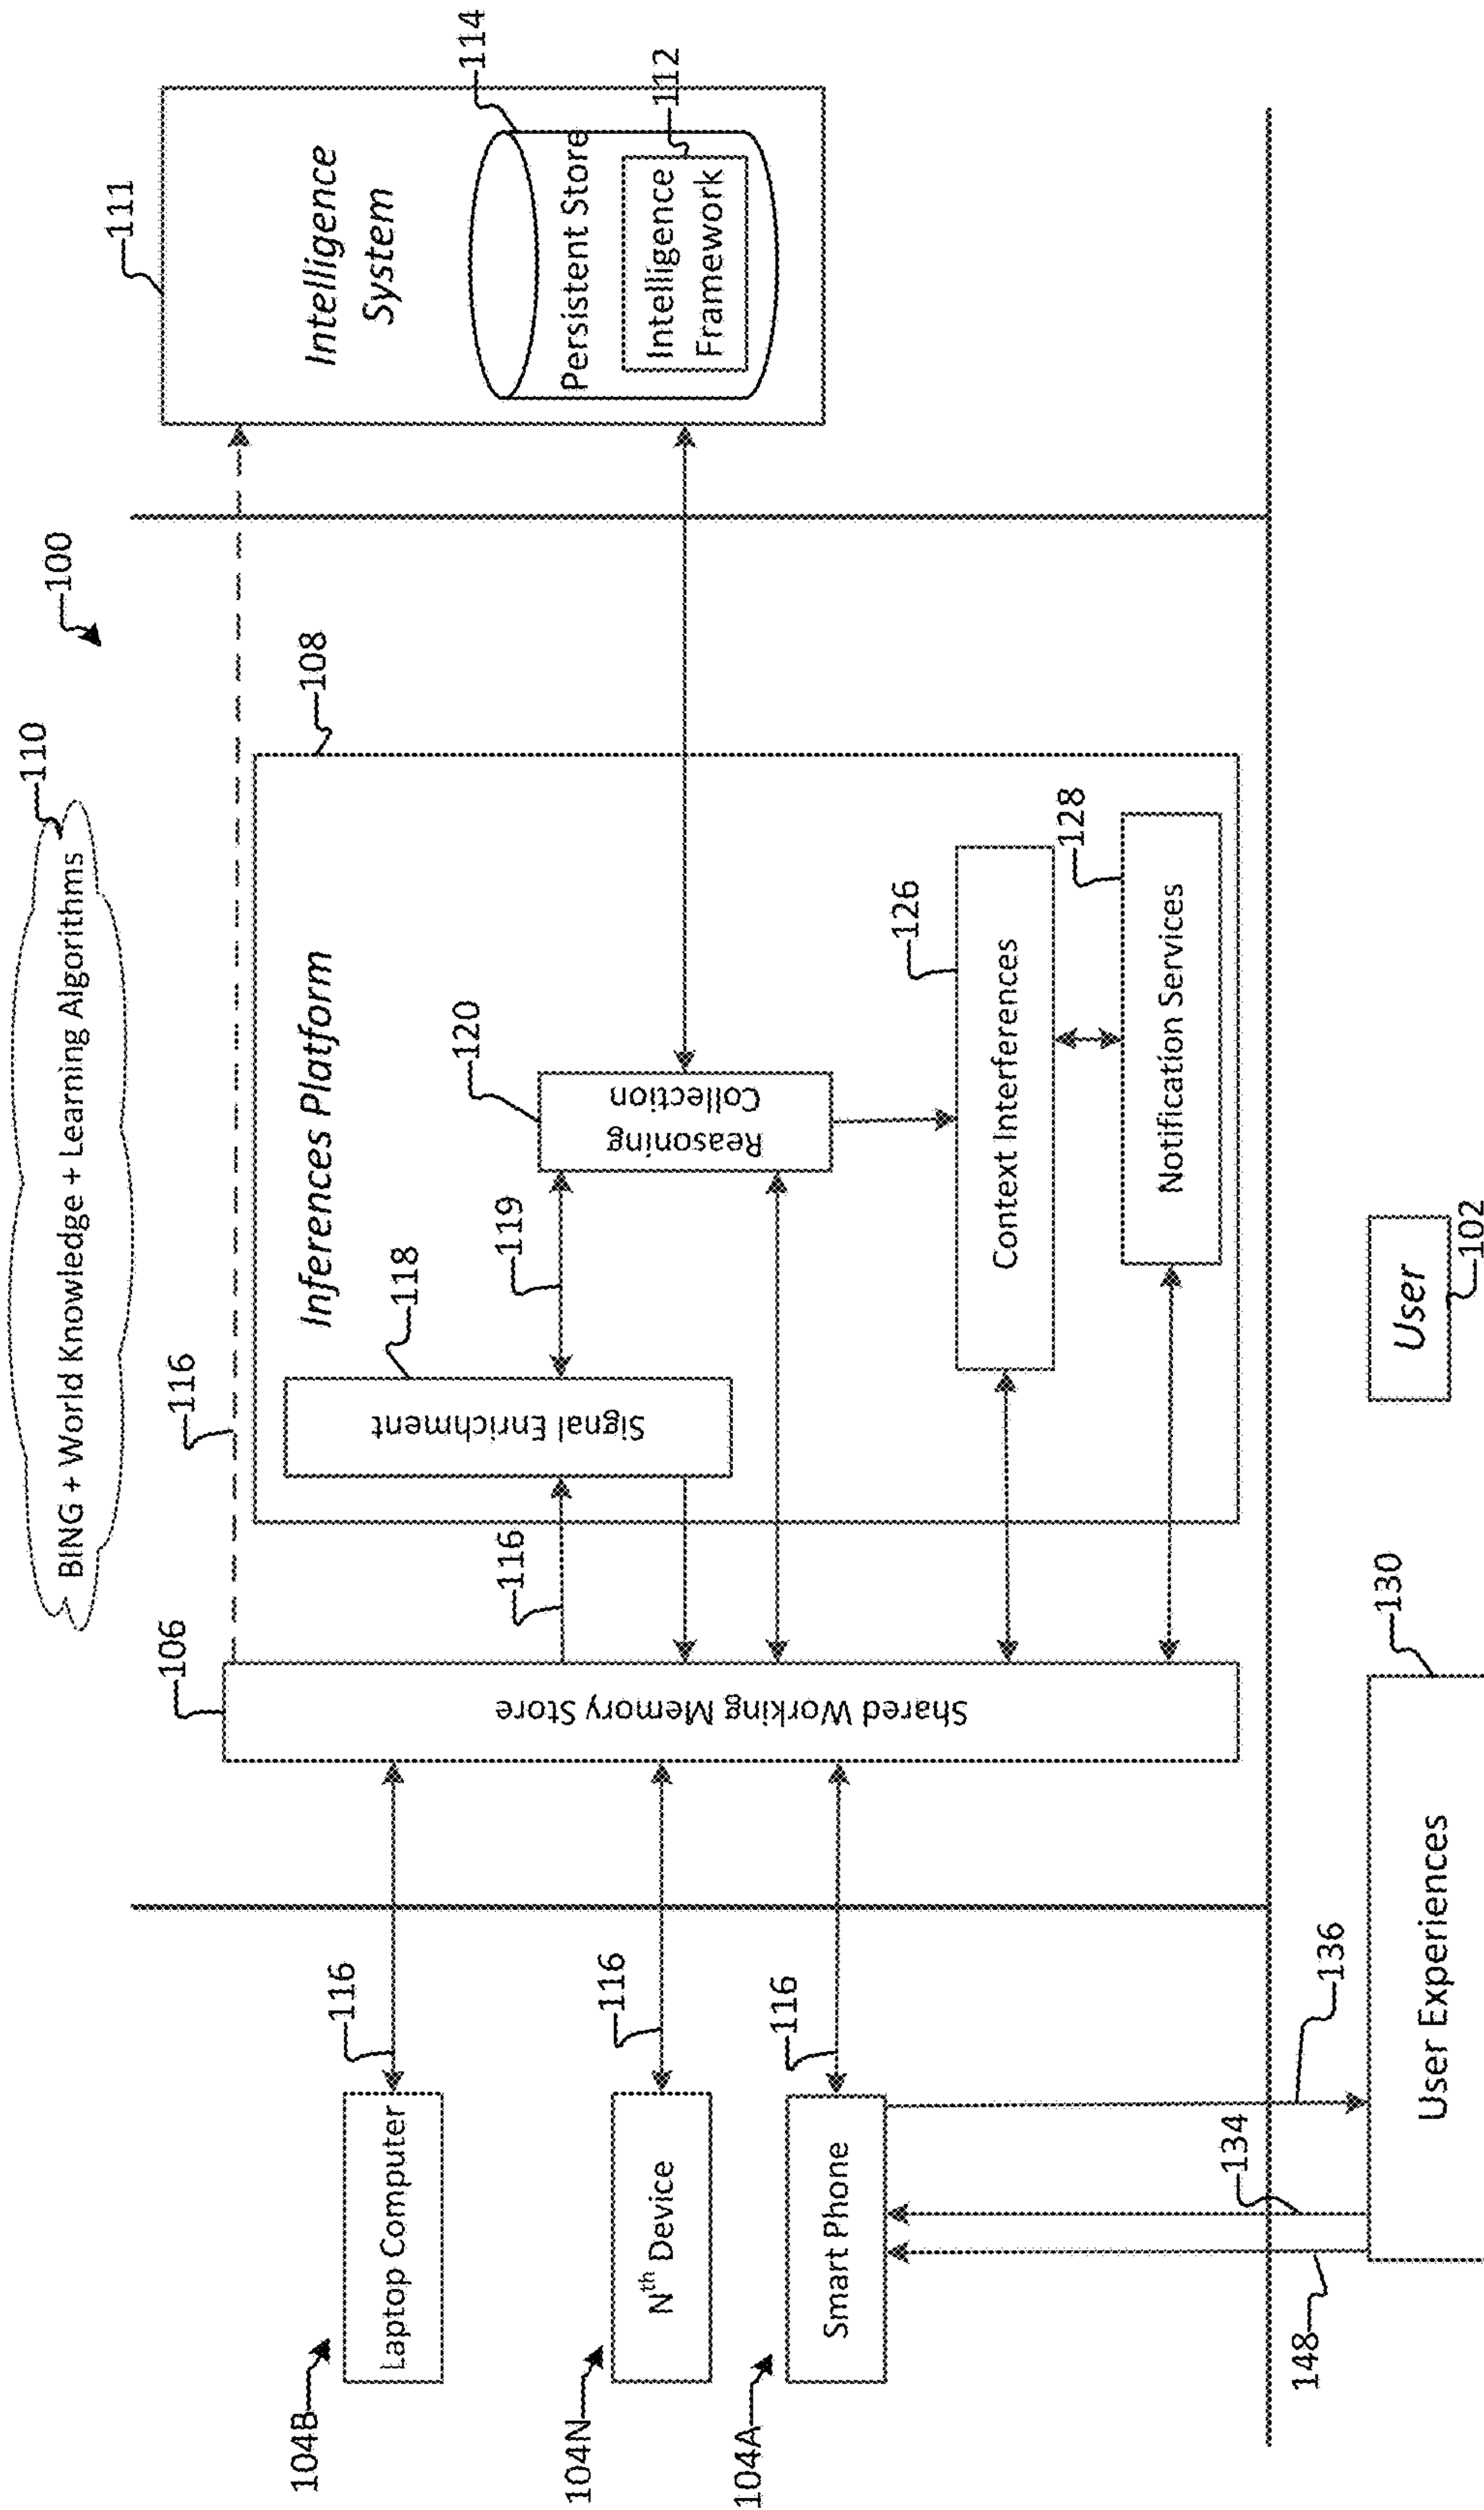 110
BING + World Knowledge + Learning Algorithms
100
111
Intelligence
System
114
Persistent Store
112
Intelligence
Framework
116
108
Inferences Platform
106
Shared Working Memory Store
116
118
Signal Enrichment
119
120
Reasoning
Collection
126
Context Interferences
128
Notification Services
104B
Laptop Computer
116
104N
Nth Device
116
104A
Smart Phone
116
148
134
136
130
User Experiences
User
102